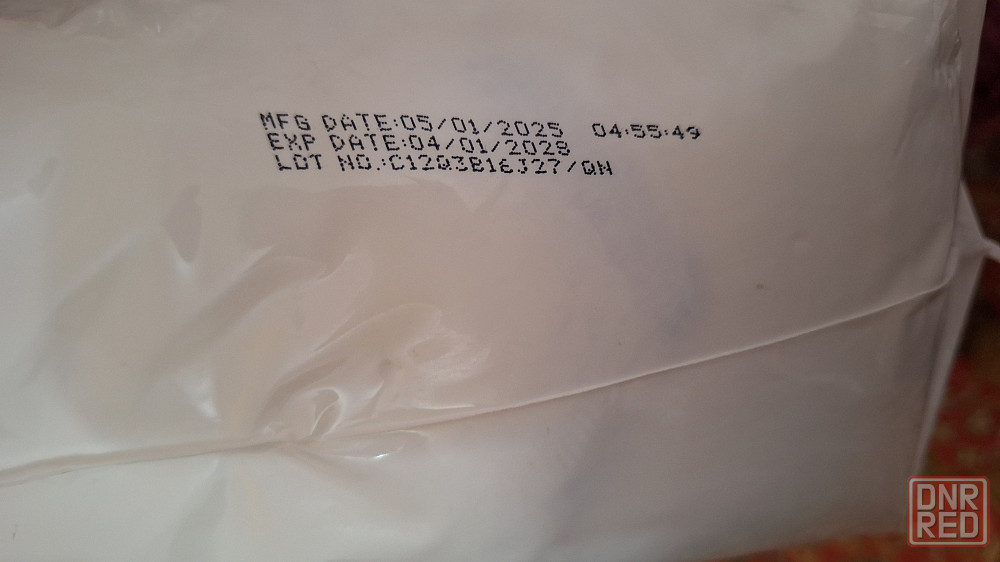 MFG DATE:05/01/2025 04:55:49
EXP DATE:04/01/2028
LOT NO.:C12Q3B16J27/QN
DNR
RED